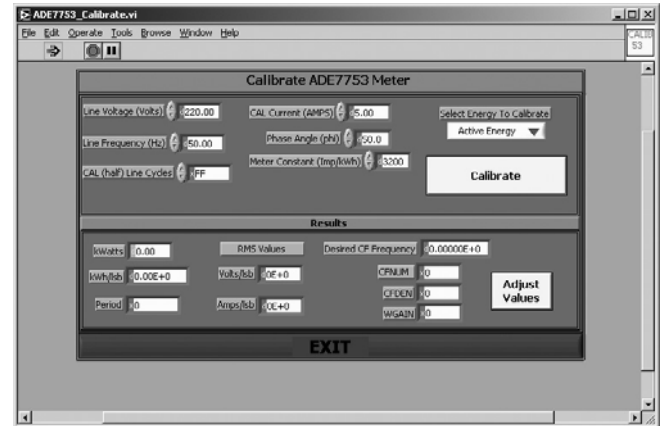 ADE7753_Calibrate.vi
File Edit Operate Tools Browse Window Help
CALIB
53
Calibrate ADE7753 Meter
Line Voltage (Volts) 220.00
CAL Current (AMPS) 5.00
Select Energy To Calibrate
Active Energy
Line Frequency (Hz) 50.00
Phase Angle (phi) 60.0
Meter Constant (Imp/kWh) 3200
CAL (half) Line Cycles FF
Calibrate
Results
kWatts 0.00
RMS Values
Desired CF Frequency 0.00000E+0
kWh/lsb 0.00E+0
Volts/lsb 0E+0
CFNUM 0
CFDEN 0
Adjust
Values
Period 0
Amps/lsb 0E+0
WGAIN 0
EXIT